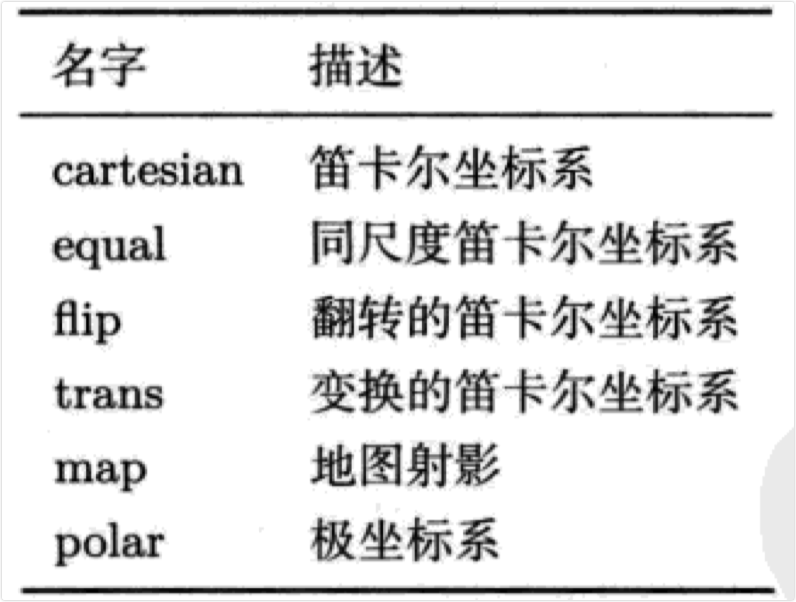 名字 描述
cartesian 笛卡尔坐标系
equal 同尺度笛卡尔坐标系
flip 翻转的笛卡尔坐标系
trans 变换的笛卡尔坐标系
map 地图射影
polar 极坐标系